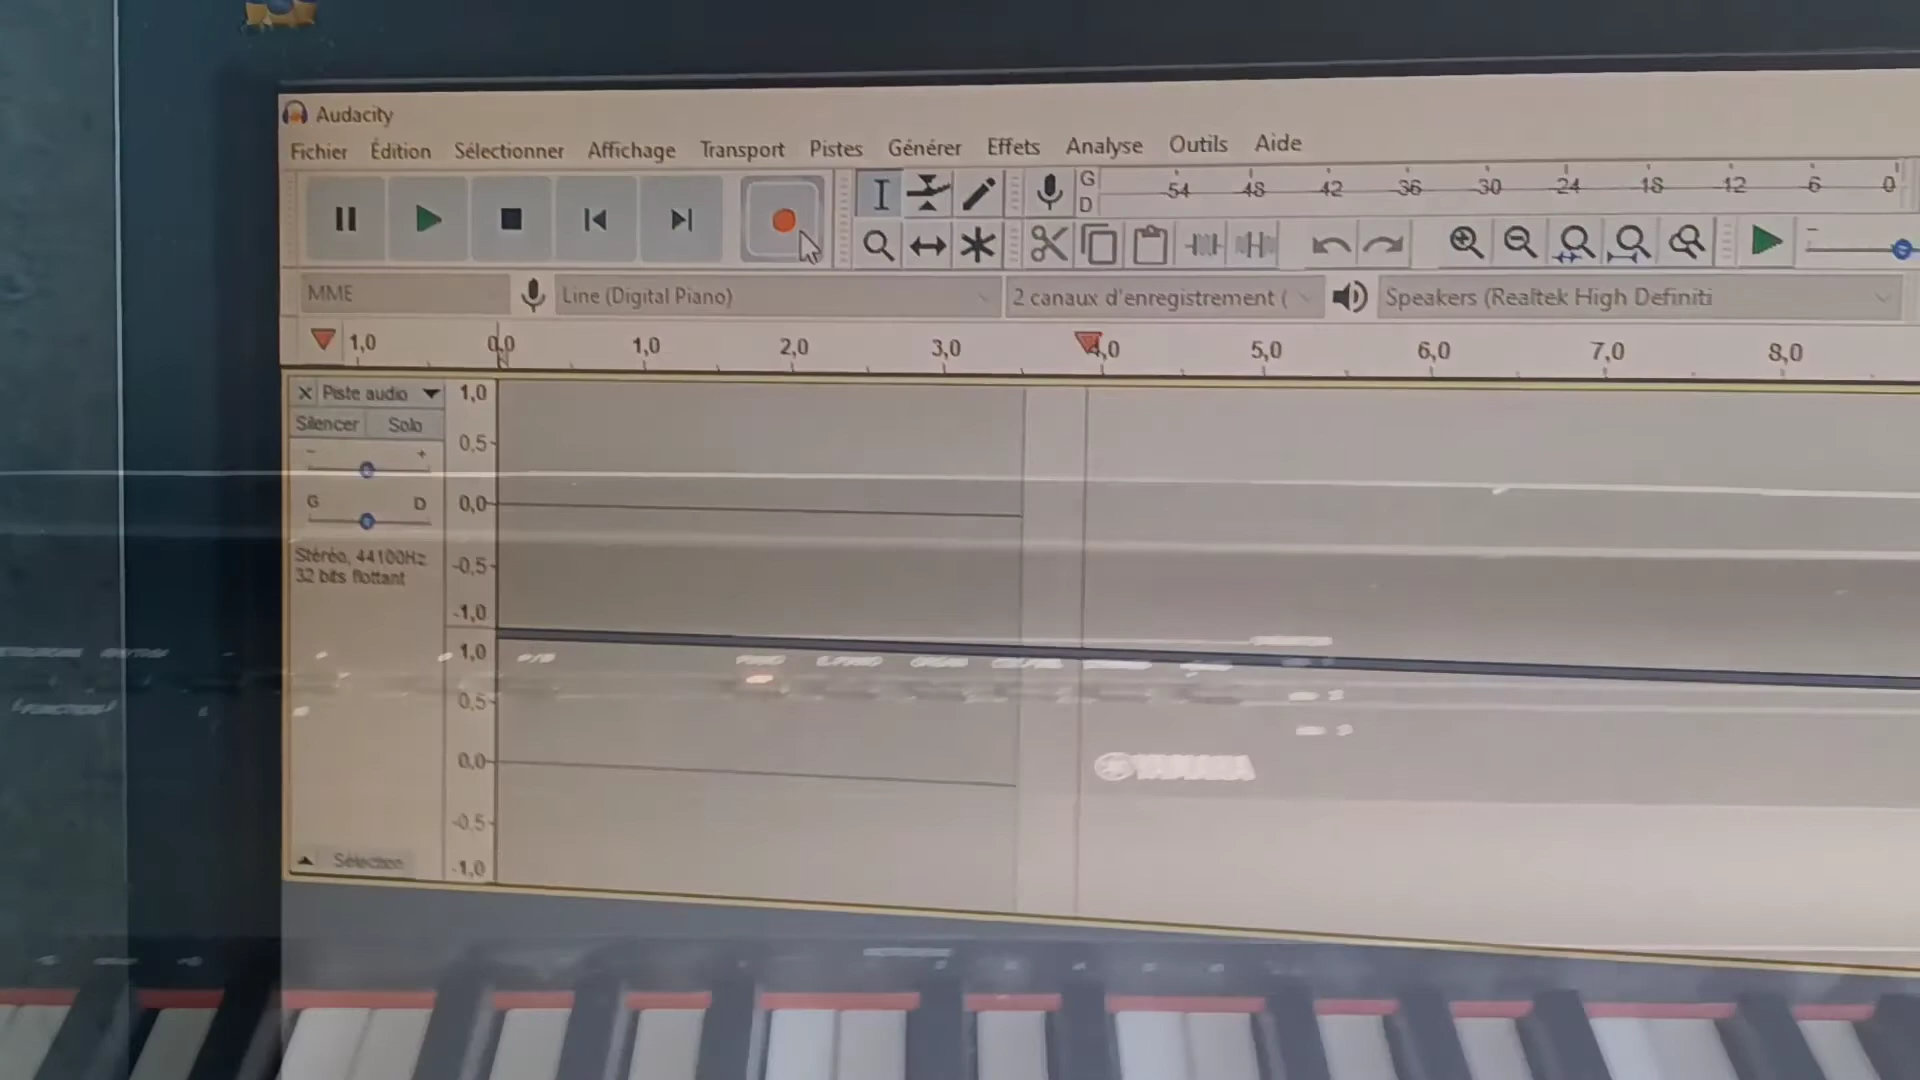 Audacity
Fichier Édition Sélectionner Affichage Transport Pistes Générer Effets Analyse Outils Aide
G
D
-54 -48 -42 -36 -30 -24 -18 -12 -6 0
MME Line (Digital Piano) 2 canaux d'enregistrement ( Speakers (Realtek High Definiti
1,0 0,0 1,0 2,0 3,0 4,0 5,0 6,0 7,0 8,0
Piste audio
Silencer Solo
- +
G D
Stéréo, 44100Hz
32 bits flottant
Sélection
1,0
0,5
0,0
-0,5
-1,0
1,0
0,5
0,0
-0,5
-1,0
PIANO E.PIANO ORGAN
FUNCTION
YAMAHA